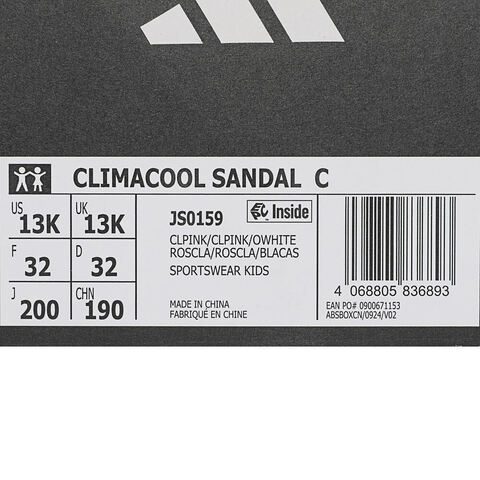 CLIMACOOL SANDAL C
US 13K UK 13K
F 32 D 32
J 200 CHN 190
JS0159 Inside
CLPINK/CLPINK/OWHITE
ROSCLA/ROSCLA/BLACAS
SPORTSWEAR KIDS
MADE IN CHINA
FABRIQUÉ EN CHINE
4 068805 836893
EAN PO# 0900671153
ABSBOXCN/0924/V02